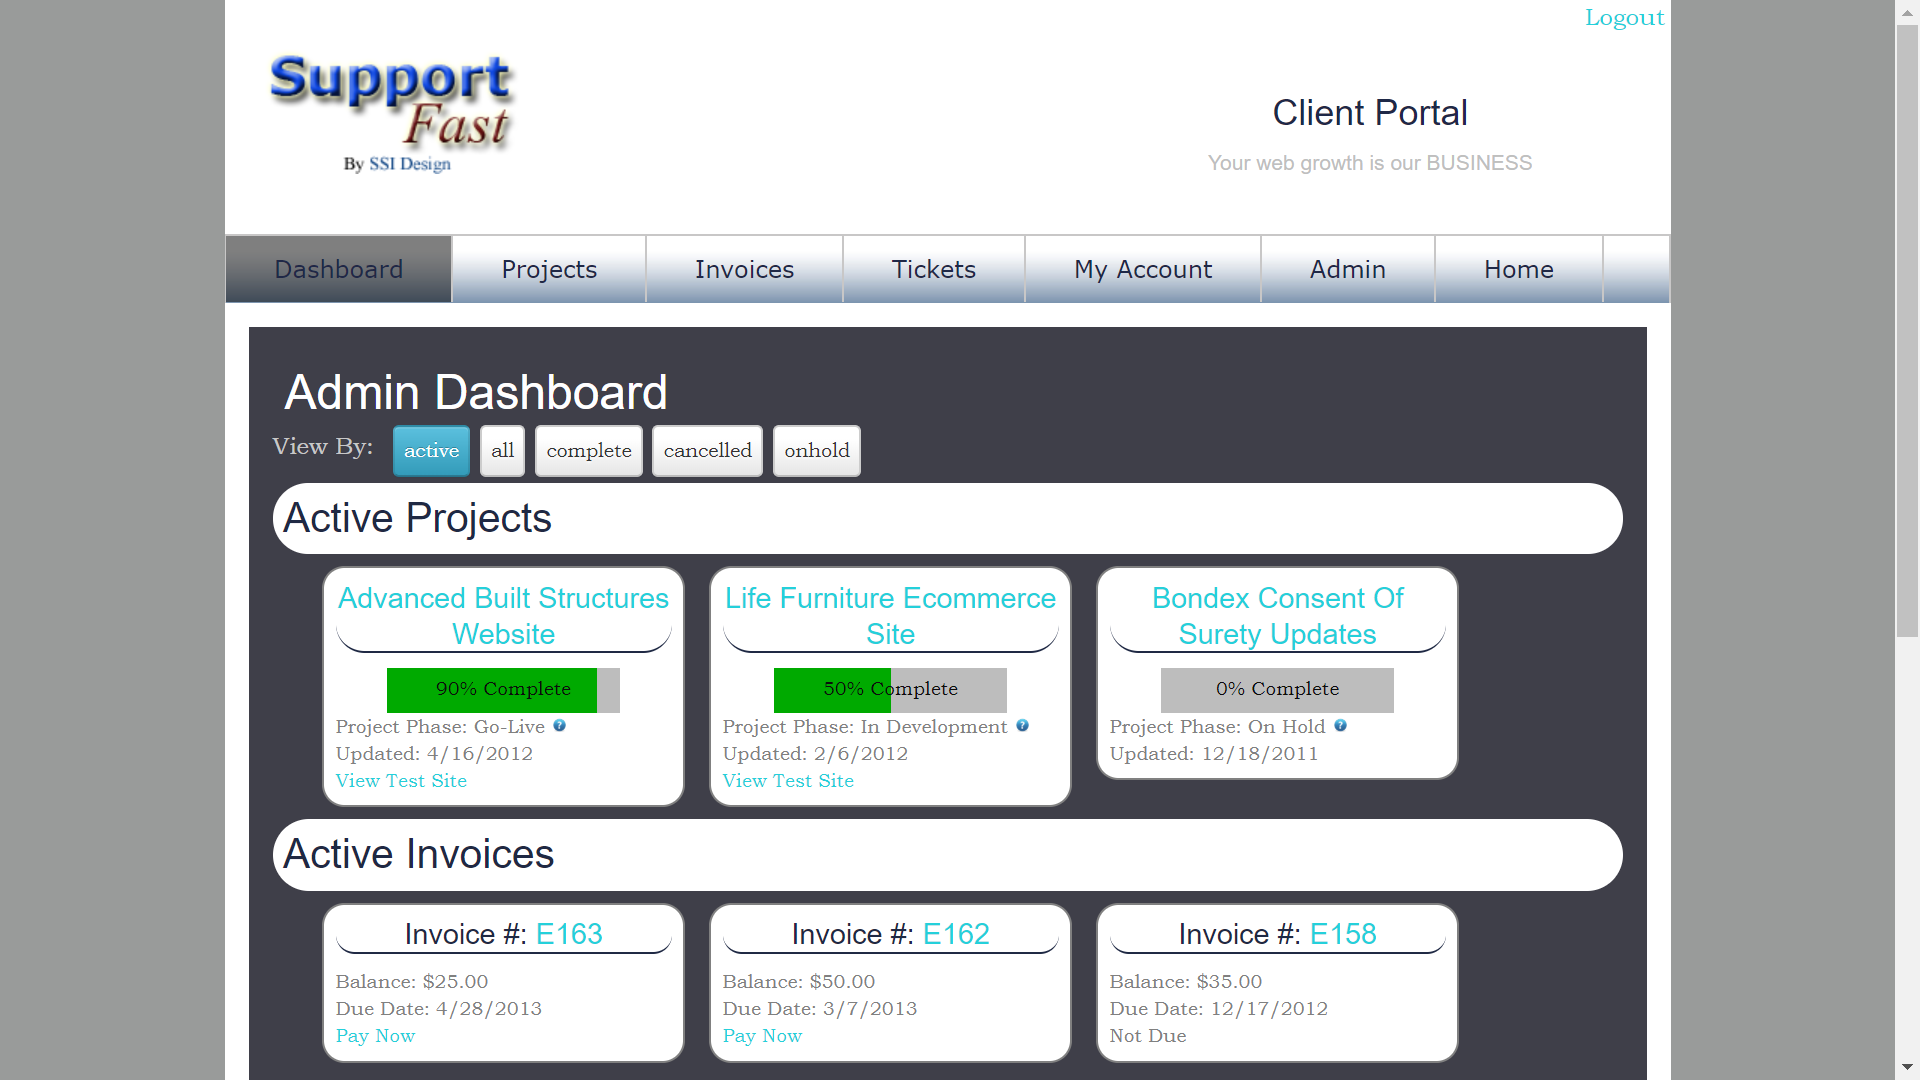 Logout
Support
Fast
By SSI Design
Client Portal
Your web growth is our BUSINESS
Dashboard Projects Invoices Tickets My Account Admin Home
Admin Dashboard
View By: active all complete cancelled onhold
Active Projects
Advanced Built Structures
Website
90% Complete
Project Phase: Go-Live ?
Updated: 4/16/2012
View Test Site
Life Furniture Ecommerce
Site
50% Complete
Project Phase: In Development ?
Updated: 2/6/2012
View Test Site
Bondex Consent Of
Surety Updates
0% Complete
Project Phase: On Hold ?
Updated: 12/18/2011
Active Invoices
Invoice #: E163
Balance: $25.00
Due Date: 4/28/2013
Pay Now
Invoice #: E162
Balance: $50.00
Due Date: 3/7/2013
Pay Now
Invoice #: E158
Balance: $35.00
Due Date: 12/17/2012
Not Due